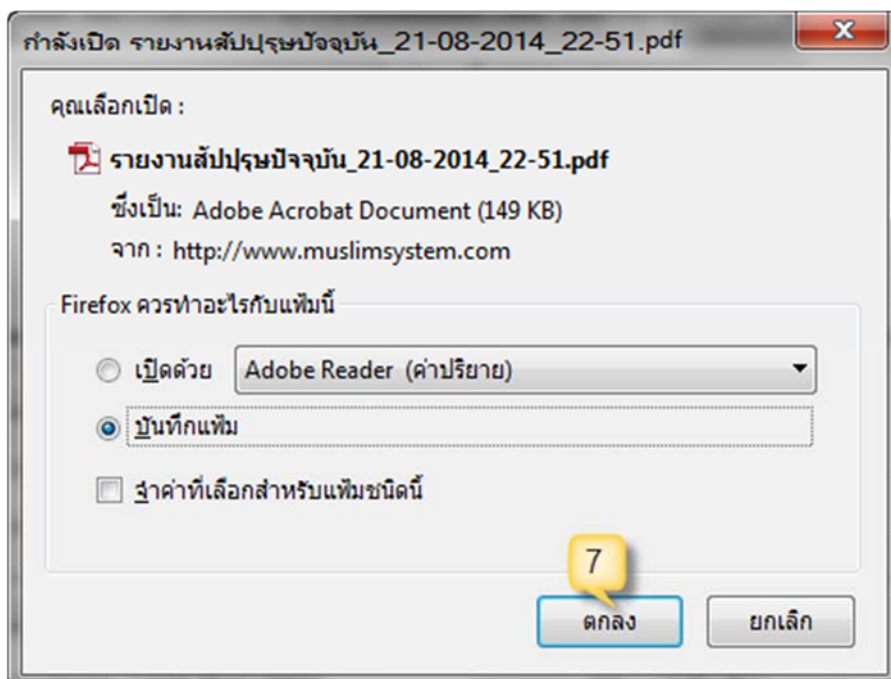 กำลังเปิด รายงานสัปปุรุษปัจจุบัน_21-08-2014_22-51.pdf
X
คุณเลือกเปิด :
รายงานสัปปุรุษปัจจุบัน_21-08-2014_22-51.pdf
ซึ่งเป็น: Adobe Acrobat Document (149 KB)
จาก : http://www.muslimsystem.com
Firefox ควรทำอะไรกับแฟ้มนี้
เปิดด้วย Adobe Reader (ค่าปริยาย)
บันทึกแฟ้ม
จำค่าที่เลือกสำหรับแฟ้มชนิดนี้
7
ตกลง ยกเลิก